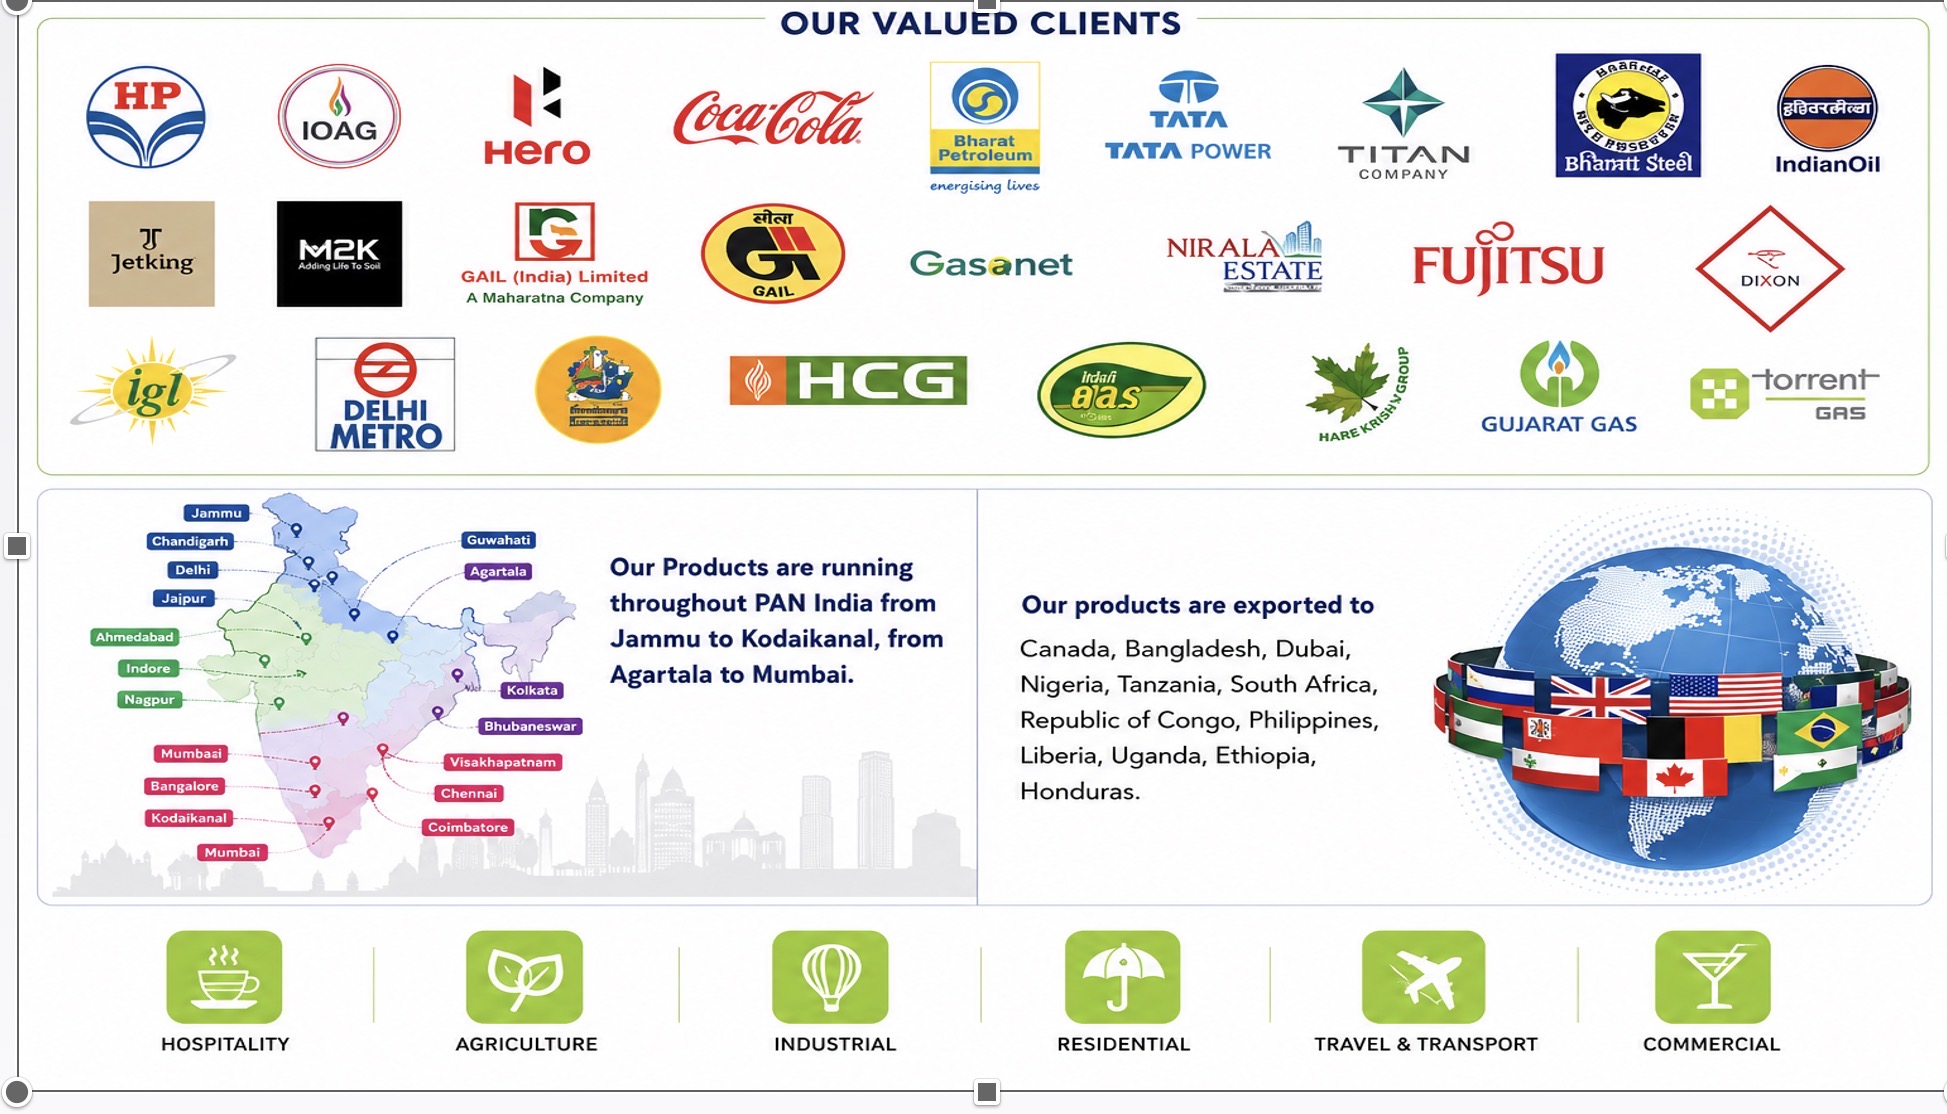 OUR VALUED CLIENTS
HP
IOAG
Hero
Coca-Cola
Bharat
Petroleum
energising lives
TATA
TATA POWER
TITAN
COMPANY
Bharatt Steel
IndianOil
Jetking
M2K
Adding Life To Soil
GAIL (India) Limited
A Maharatna Company
GAIL
Gasanet
NIRALA
ESTATE
FUJITSU
DIXON
igl
DELHI
METRO
HCG
HARE KRISHN GROUP
GUJARAT GAS
torrent
GAS
Jammu
Chandigarh
Delhi
Jaipur
Ahmedabad
Indore
Nagpur
Mumbasi
Bangalore
Kodaikanal
Mumbai
Guwahati
Agartala
Kolkata
Bhubaneswar
Visakhapatnam
Chennai
Coimbatore
Our Products are running
throughout PAN India from
Jammu to Kodaikanal, from
Agartala to Mumbai.
Our products are exported to
Canada, Bangladesh, Dubai,
Nigeria, Tanzania, South Africa,
Republic of Congo, Philippines,
Liberia, Uganda, Ethiopia,
Honduras.
HOSPITALITY
AGRICULTURE
INDUSTRIAL
RESIDENTIAL
TRAVEL & TRANSPORT
COMMERCIAL